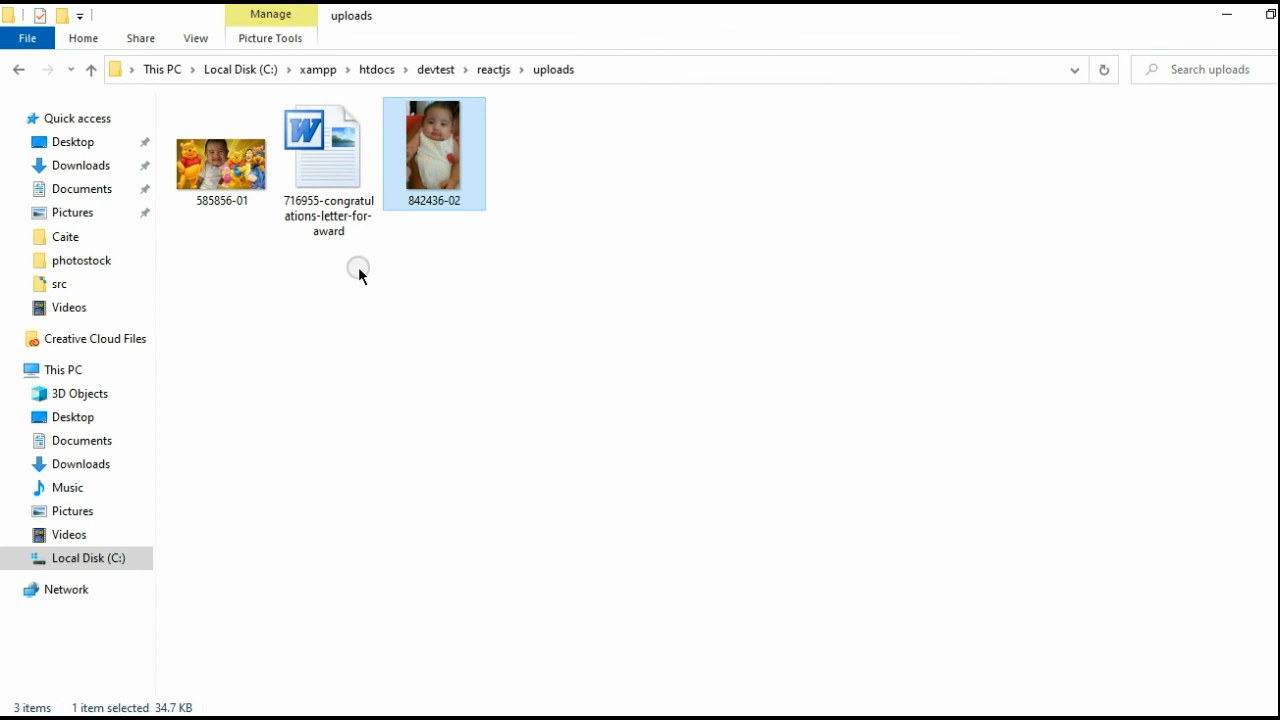 Manage
uploads
File
Home
Share
View
Picture Tools
This PC
Local Disk (C:)
xampp
htdocs
devtest
reactjs
uploads
Search uploads
Quick access
Desktop
Downloads
Documents
Pictures
Caite
photostock
src
Videos
Creative Cloud Files
This PC
3D Objects
Desktop
Documents
Downloads
Music
Pictures
Videos
Local Disk (C:)
Network
W
585856-01
716955-congratul
ations-letter-for-
award
842436-02
3 items
1 item selected
34.7 KB